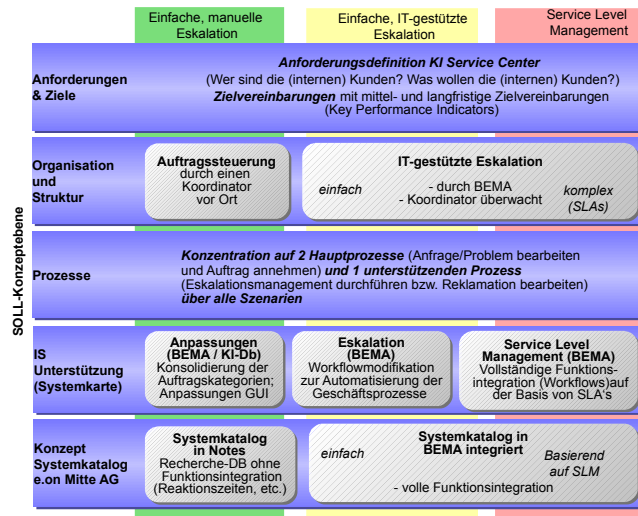 Einfache, manuelle
Eskalation
Einfache, IT-gestützte
Eskalation
Service Level
Management
SOLL-Konzeptebene
Anforderungen
& Ziele
Anforderungsdefinition KI Service Center
(Wer sind die (internen) Kunden? Was wollen die (internen) Kunden?)
Zielvereinbarungen mit mittel- und langfristige Zielvereinbarungen
(Key Performance Indicators)
Organisation
und
Struktur
Auftragssteuerung
durch einen
Koordinator
vor Ort
IT-gestützte Eskalation
einfach
- durch BEMA
- Koordinator überwacht
komplex
(SLAs)
Prozesse
Konzentration auf 2 Hauptprozesse (Anfrage/Problem bearbeiten
und Auftrag annehmen) und 1 unterstützenden Prozess
(Eskalationsmanagement durchführen bzw. Reklamation bearbeiten)
über alle Szenarien
IS
Unterstützung
(Systemkarte)
Anpassungen
(BEMA / KI-Db)
Konsolidierung der
Auftragskategorien;
Anpassungen GUI
Eskalation
(BEMA)
Workflowmodifikation
zur Automatisierung der
Geschäftsprozesse
Service Level
Management (BEMA)
Vollständige Funktions-
integration (Workflows)auf
der Basis von SLA's
Konzept
Systemkatalog
e.on Mitte AG
Systemkatalog
in Notes
Recherche-DB ohne
Funktionsintegration
(Reaktionszeiten, etc.)
einfach
Systemkatalog in
BEMA integriert
Basierend
auf SLM
- volle Funktionsintegration